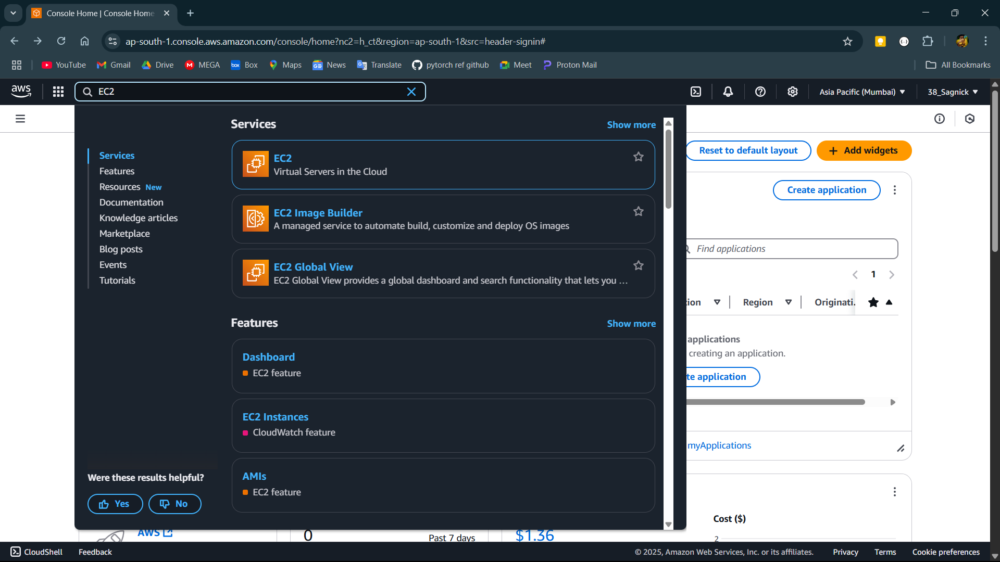 Console Home | Console Home
ap-south-1.console.aws.amazon.com/console/home?nc2=h_ct&region=ap-south-1&src=header-signin#
YouTube
Gmail
Drive
MEGA
box
Box
Maps
News
Translate
pytorch ref github
Meet
Proton Mail
All Bookmarks
aws
EC2
Asia Pacific (Mumbai)
38_Sagnick
Services
Features
Resources New
Documentation
Knowledge articles
Marketplace
Blog posts
Events
Tutorials
Were these results helpful?
Yes
No
Services
Show more
EC2
Virtual Servers in the Cloud
EC2 Image Builder
A managed service to automate build, customize and deploy OS images
EC2 Global View
EC2 Global View provides a global dashboard and search functionality that lets you ...
Features
Show more
Dashboard
EC2 feature
EC2 Instances
CloudWatch feature
AMIs
EC2 feature
Reset to default layout
+ Add widgets
Create application
Find applications
1
tion
Region
Originati.
applications
creating an application.
te application
myApplications
Cost ($)
2
AWS
0
Past 7 days
$1.36
CloudShell
Feedback
© 2025, Amazon Web Services, Inc. or its affiliates.
Privacy
Terms
Cookie preferences